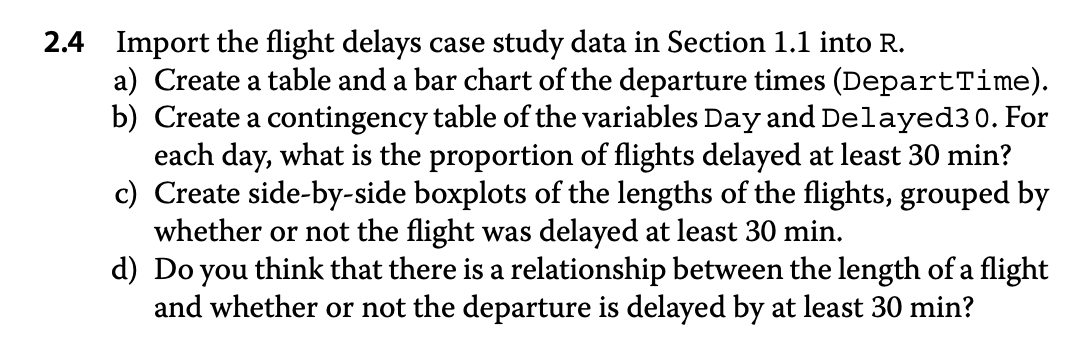 2.4 Import the flight delays case study data in Section 1.1 into R.
a) Create a table and a bar chart of the departure times (DepartTime).
b) Create a contingency table of the variables Day and Delayed30. For
each day, what is the proportion of flights delayed at least 30 min?
c) Create side-by-side boxplots of the lengths of the flights, grouped by
whether or not the flight was delayed at least 30 min.
d) Do you think that there is a relationship between the length of a flight
and whether or not the departure is delayed by at least 30 min?